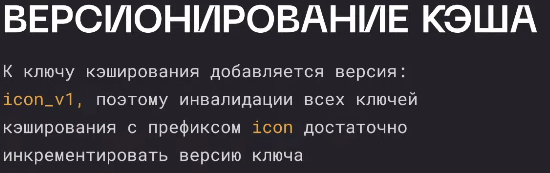 ВЕРСИОНИРОВАНИЕ КЭША
К ключу кэширования добавляется версия:
icon_v1, поэтому инвалидации всех ключей
кэширования с префиксом icon достаточно
инкрементировать версию ключа